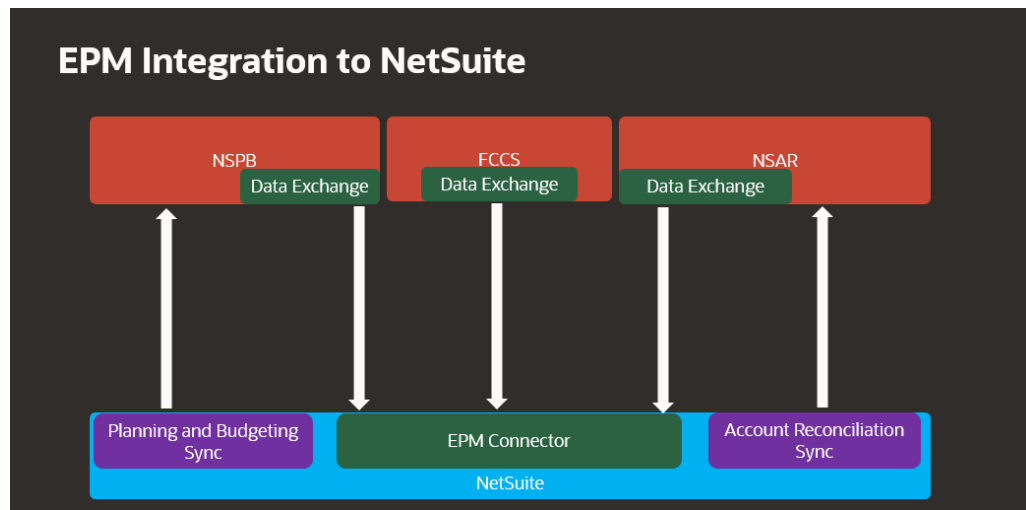 EPM Integration to NetSuite
NSPB
Data Exchange
FCCS
Data Exchange
NSAR
Data Exchange
Planning and Budgeting
Sync
EPM Connector
Account Reconciliation
Sync
NetSuite